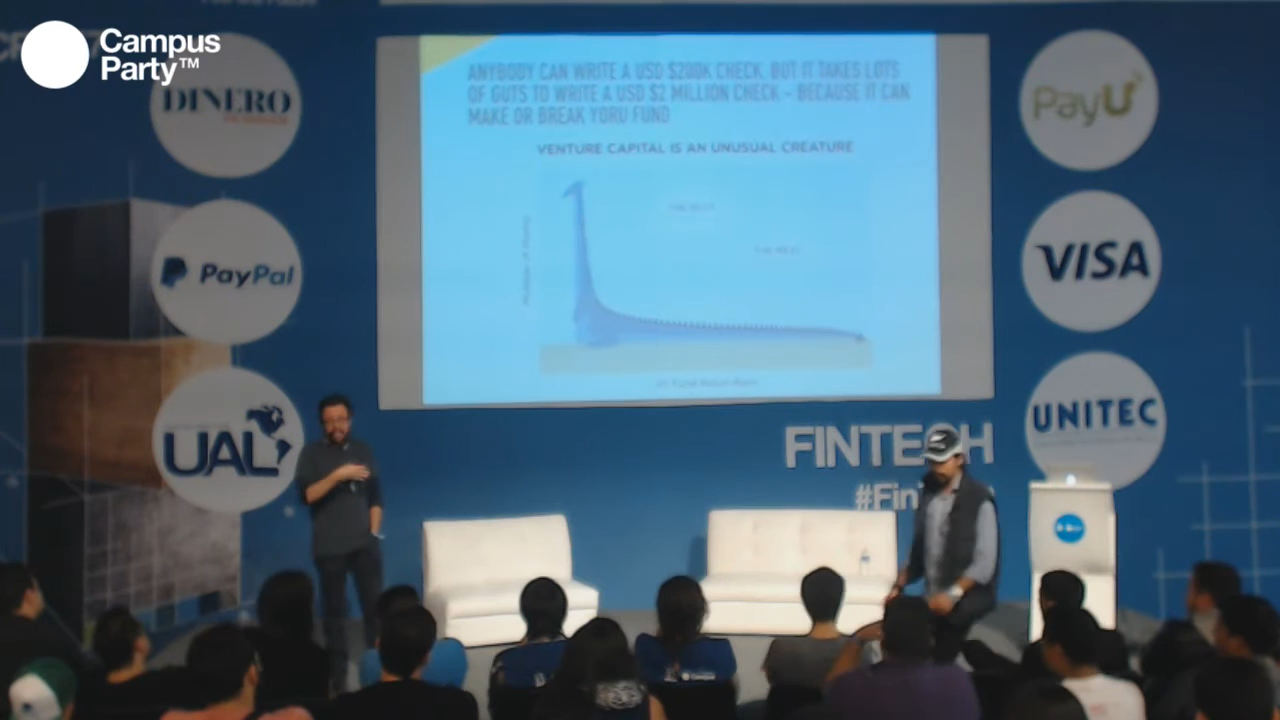 Campus
Party™
DINERO
PayPal
UAL
ANYBODY CAN WRITE A USD $200K CHECK, BUT IT TAKES LOTS
OF GUTS TO WRITE A USD $2 MILLION CHECK - BECAUSE IT CAN
MAKE OR BREAK YORU FUND
VENTURE CAPITAL IS AN UNUSUAL CREATURE
PayU
VISA
UNITEC
FINTECH
#Fin